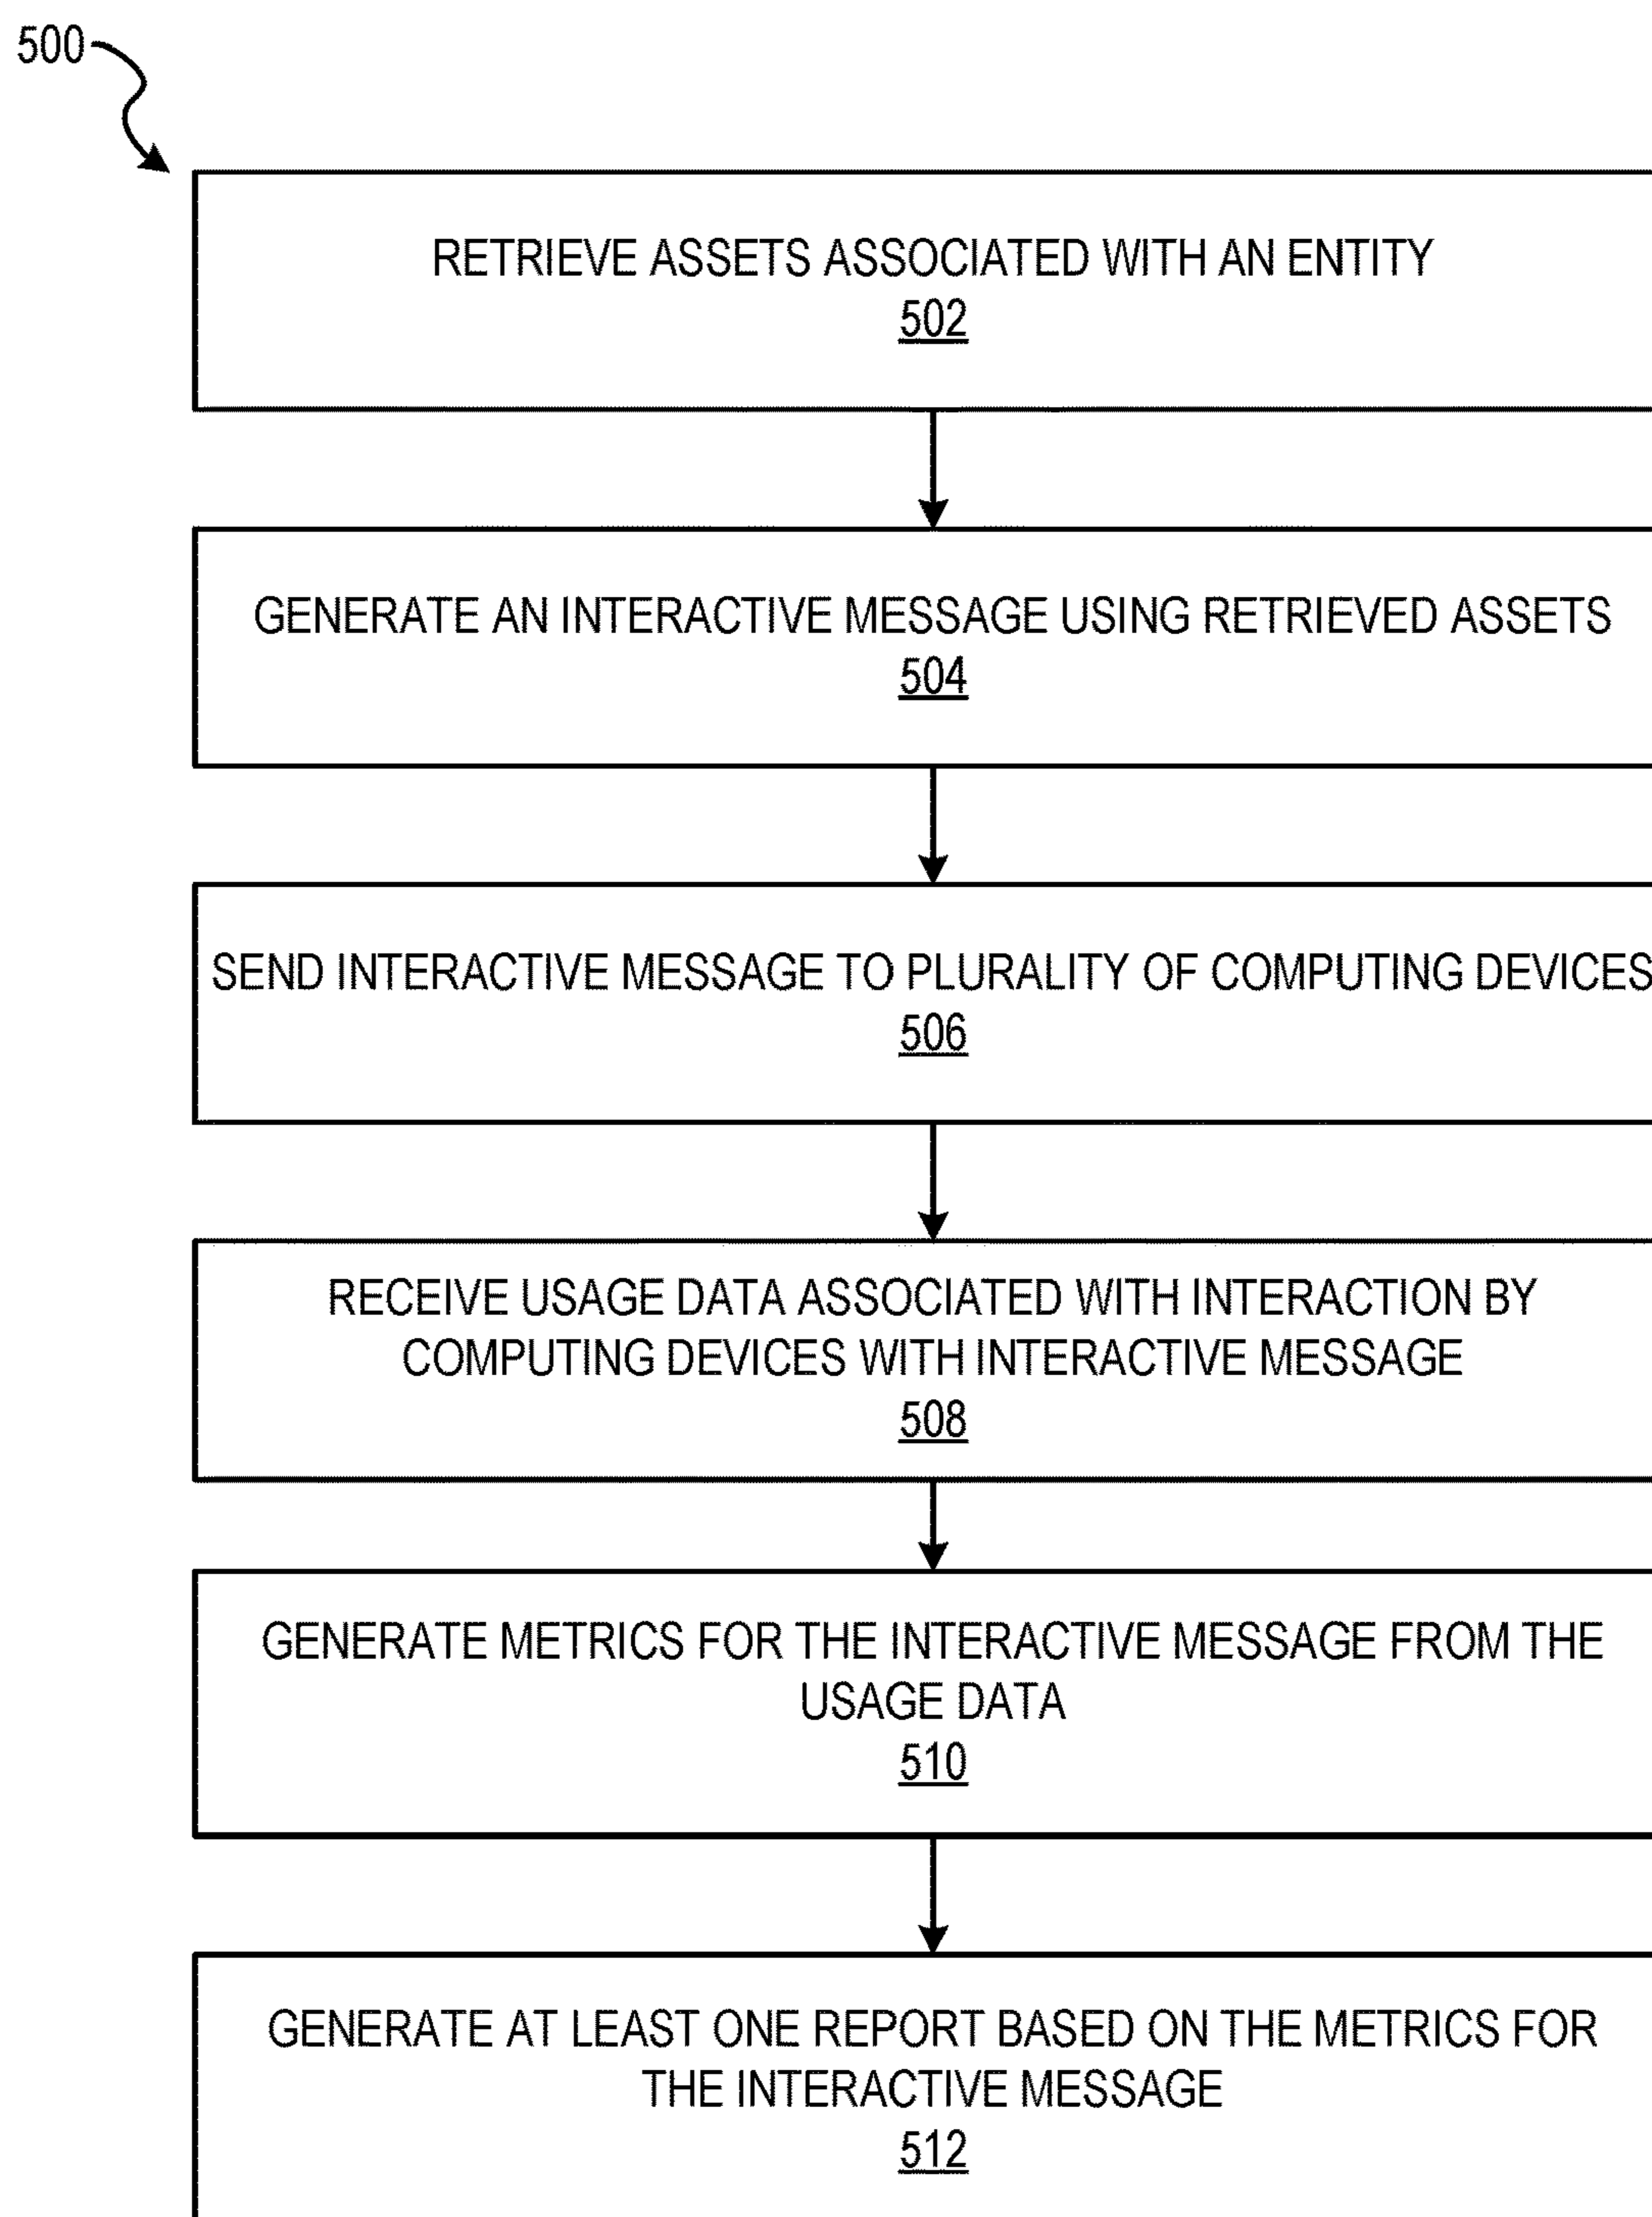 500
RETRIEVE ASSETS ASSOCIATED WITH AN ENTITY
502
GENERATE AN INTERACTIVE MESSAGE USING RETRIEVED ASSETS
504
SEND INTERACTIVE MESSAGE TO PLURALITY OF COMPUTING DEVICES
506
RECEIVE USAGE DATA ASSOCIATED WITH INTERACTION BY
COMPUTING DEVICES WITH INTERACTIVE MESSAGE
508
GENERATE METRICS FOR THE INTERACTIVE MESSAGE FROM THE
USAGE DATA
510
GENERATE AT LEAST ONE REPORT BASED ON THE METRICS FOR
THE INTERACTIVE MESSAGE
512